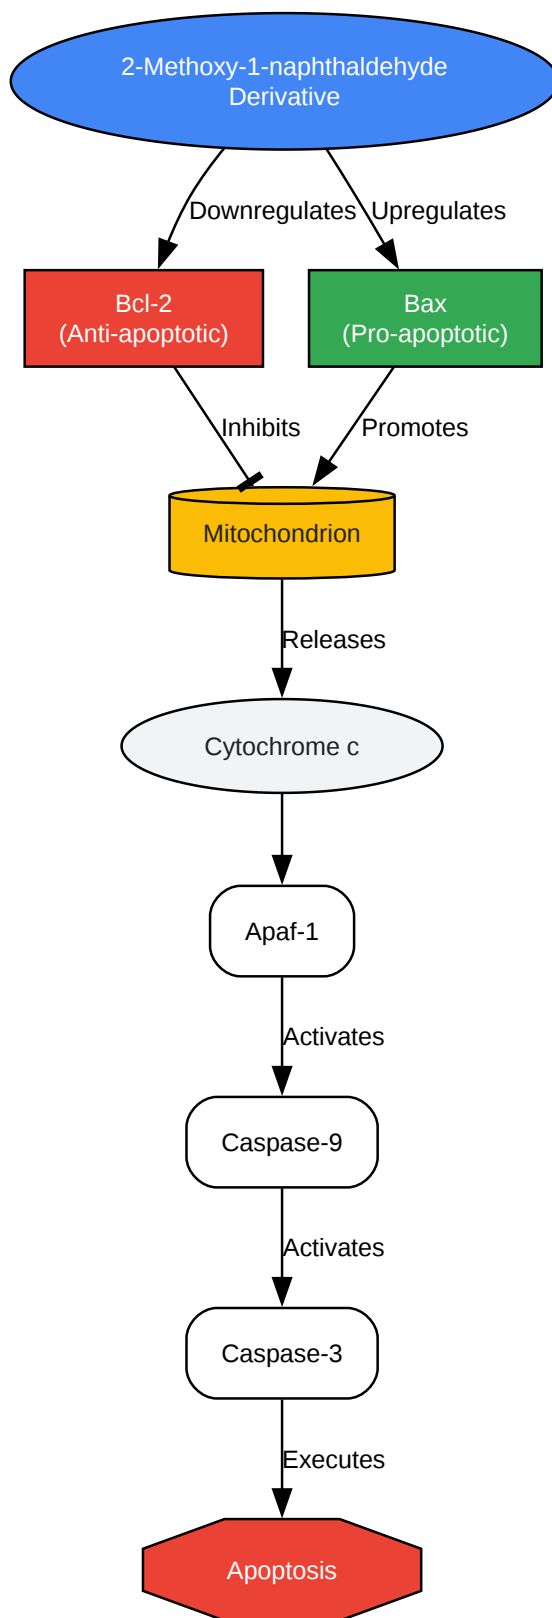 2-Methoxy-1-naphthaldehyde
Derivative
Downregulates
Upregulates
Bcl-2
(Anti-apoptotic)
Bax
(Pro-apoptotic)
Inhibits
Promotes
Mitochondrion
Releases
Cytochrome c
Apaf-1
Activates
Caspase-9
Activates
Caspase-3
Executes
Apoptosis